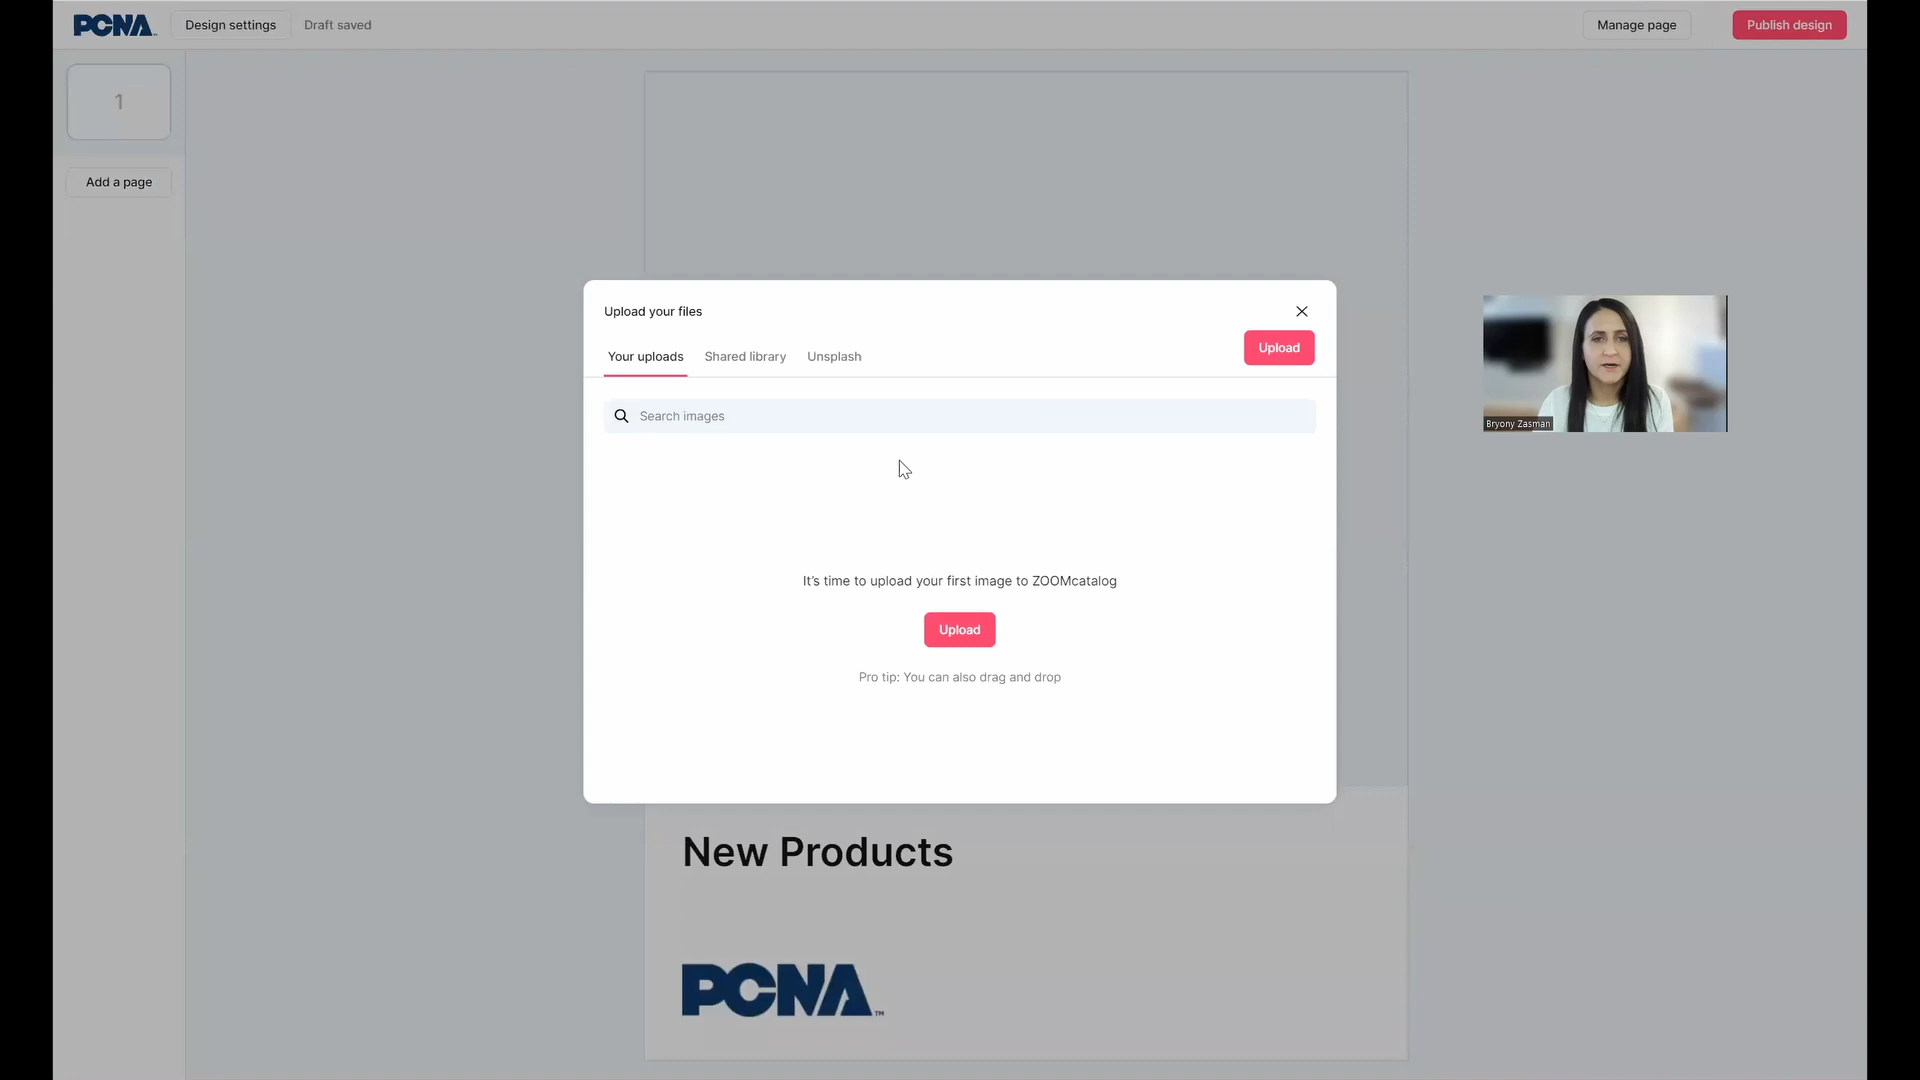 PCNA™
Design settings
Draft saved
Manage page
Publish design
1
Add a page
Upload your files
Your uploads
Shared library
Unsplash
Upload
Search images
Bryony Zasman
It's time to upload your first image to ZOOMcatalog
Upload
Pro tip: You can also drag and drop
New Products
PCNA™